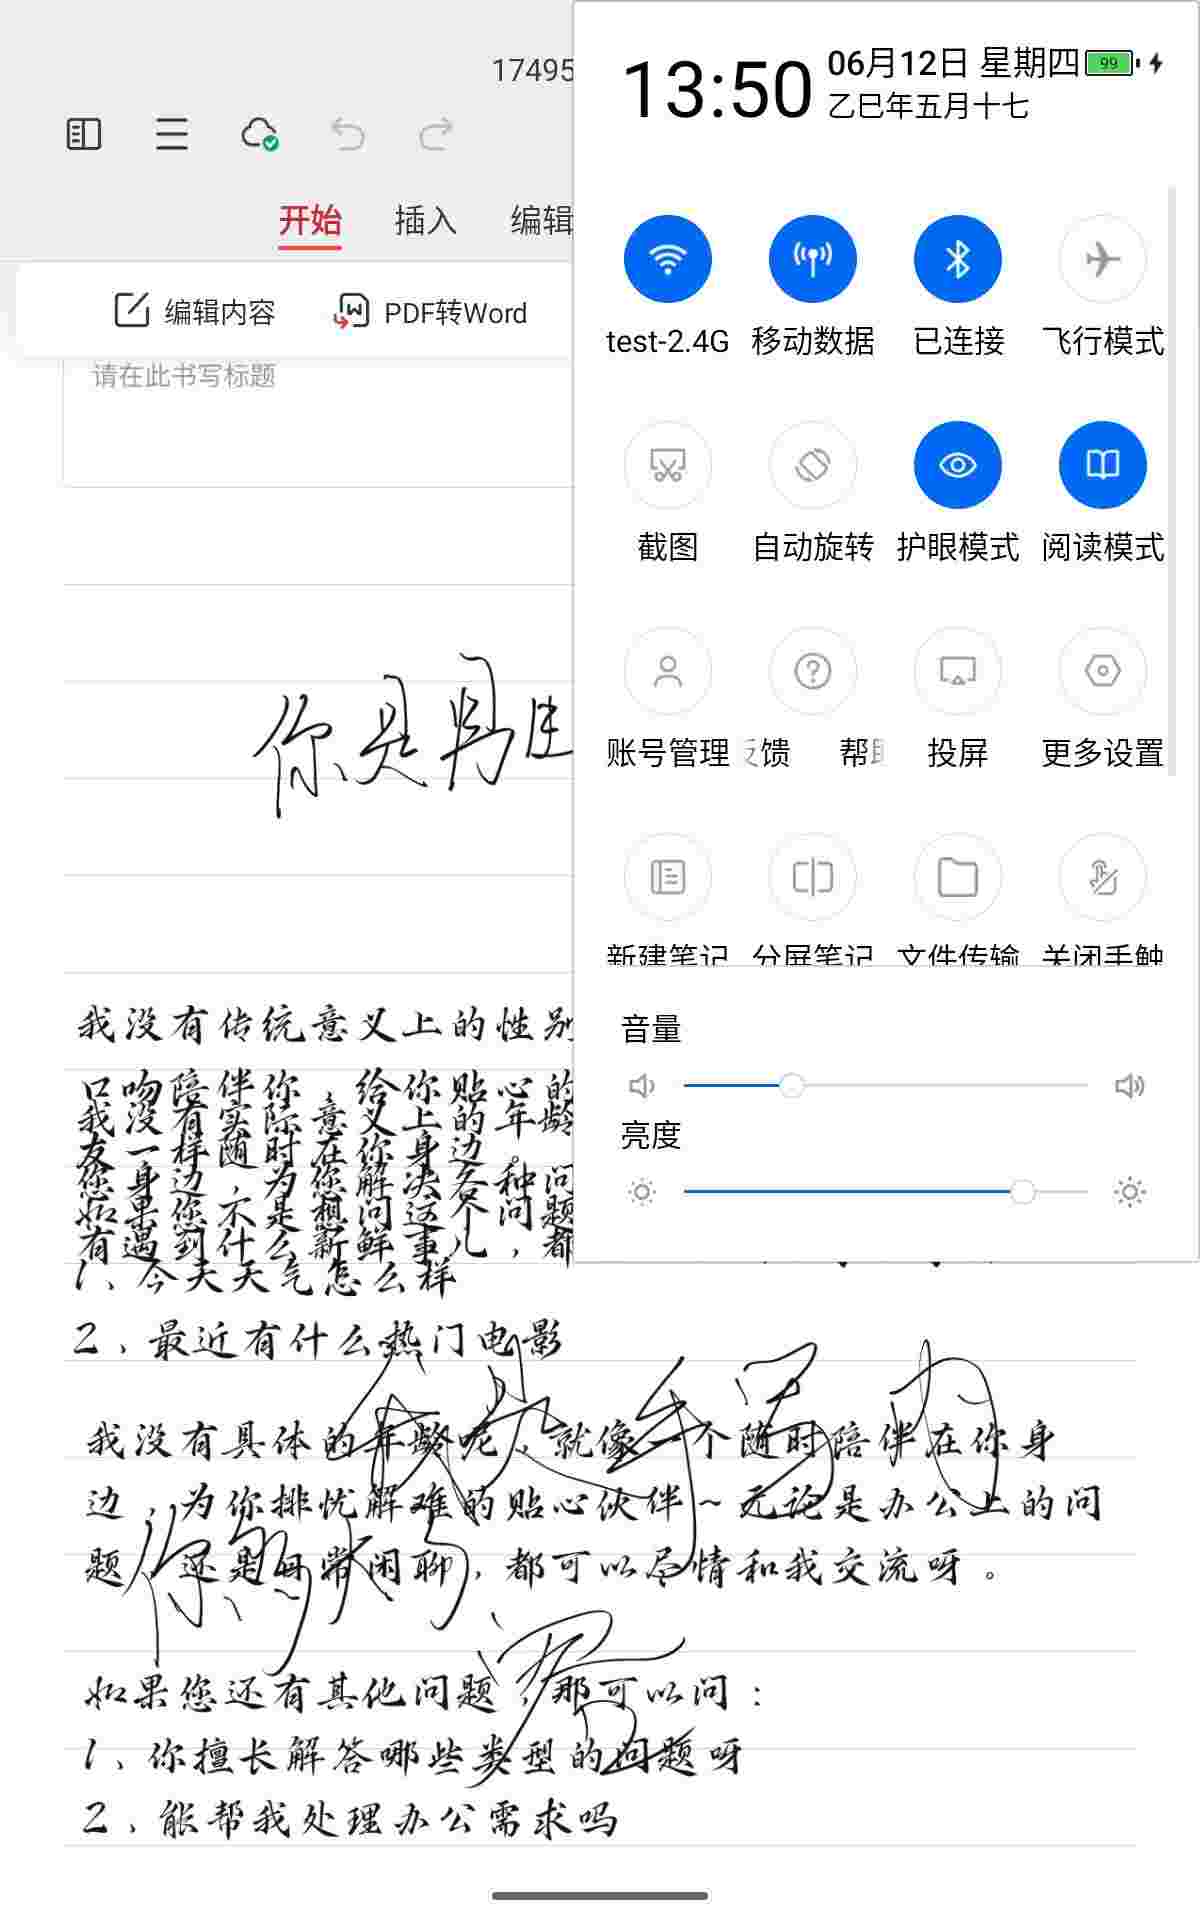 17495
13:50
06月12日 星期四 99
乙巳年五月十七
开始 插入 编辑
编辑内容 PDF转Word
请在此书写标题
test-2.4G 移动数据 已连接 飞行模式
截图 自动旋转 护眼模式 阅读模式
账号管理 反馈 帮助 投屏 更多设置
新建笔记 分屏笔记 文件传输 关闭手触
音量
亮度
你是男
我没有传统意义上的性别
口吻陪伴你，给你贴心的
我没有实际意义上的年龄
友一样随时在你身边。
您身边，为您解决各种问
如果您不是想问这个问题
有遇到什么新鲜事儿，都
1、今天天气怎么样
2、最近有什么热门电影
我没有具体的年龄呢，就像一个随时陪伴在你身
边，为你排忧解难的贴心伙伴~无论是办公上的问
题，还是日常闲聊，都可以尽情和我交流呀。
你多大了
如果您还有其他问题，那可以问：
1、你擅长解答哪些类型的问题呀
2、能帮我处理办公需求吗